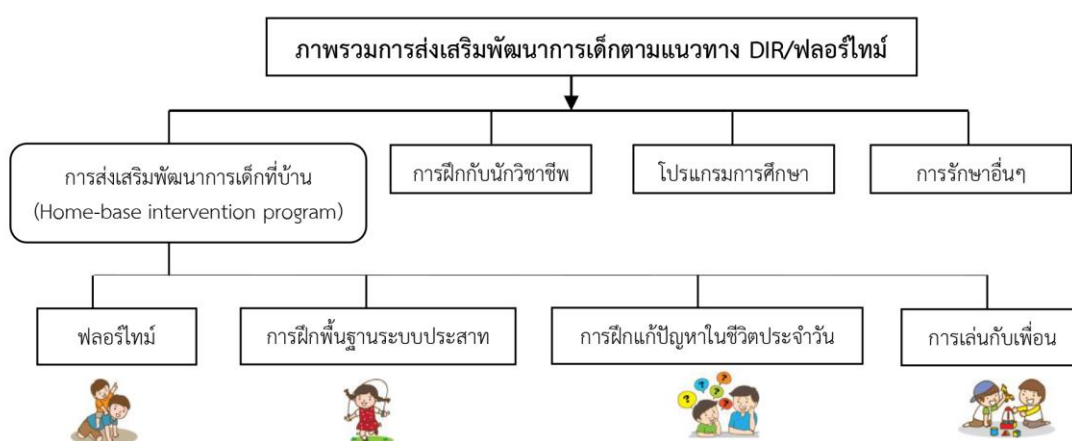 ภาพรวมการส่งเสริมพัฒนาการเด็กตามแนวทาง DIR/ฟลอร์ไทม์
การส่งเสริมพัฒนาการเด็กที่บ้าน
(Home-base intervention program)
การฝึกกับนักวิชาชีพ
โปรแกรมการศึกษา
การรักษาอื่นๆ
ฟลอร์ไทม์
การฝึกพื้นฐานระบบประสาท
การฝึกแก้ปัญหาในชีวิตประจำวัน
การเล่นกับเพื่อน
? ? ? ? ?